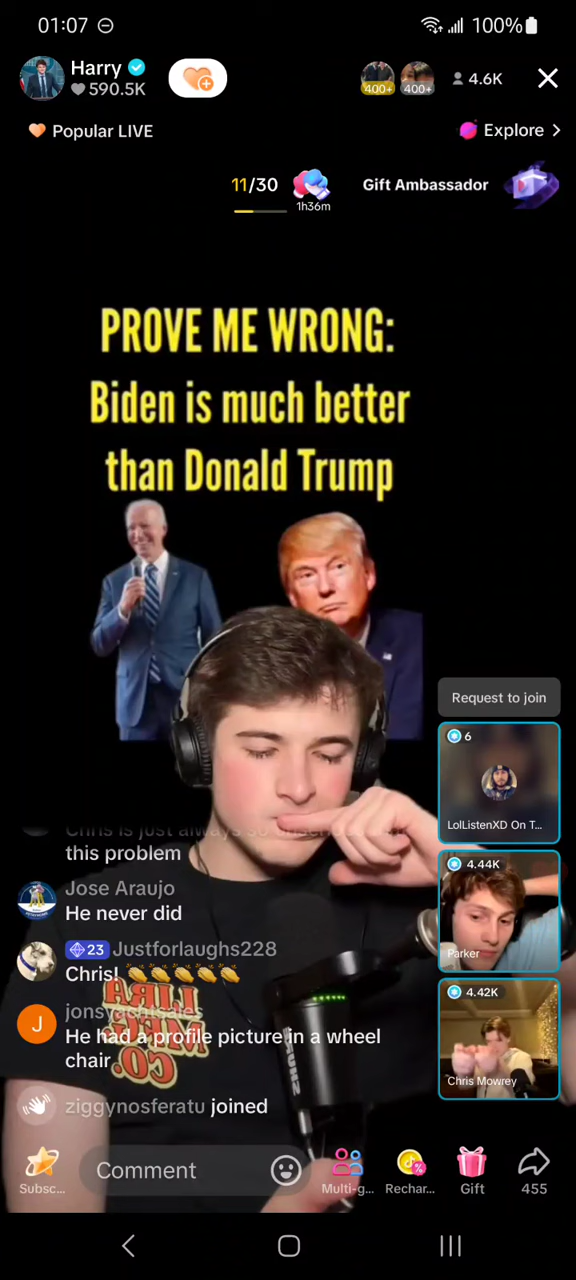 01:07
100%
Harry
590.5K
400+
400+
4.6K
Popular LIVE
Explore >
11/30
1h36m
Gift Ambassador
PROVE ME WRONG:
Biden is much better
than Donald Trump
Request to join
6
LolListenXD On T...
this problem
Jose Araujo
He never did
4.44K
Parker
23 Justforlaughs228
Chris! 👏👏👏👏👏
4.42K
Chris Mowrey
J
jonsyachtsales
He had a profile picture in a wheel
chair.
ziggynosferatu joined
Subsc...
Comment
Multi-g...
Rechar...
Gift
455